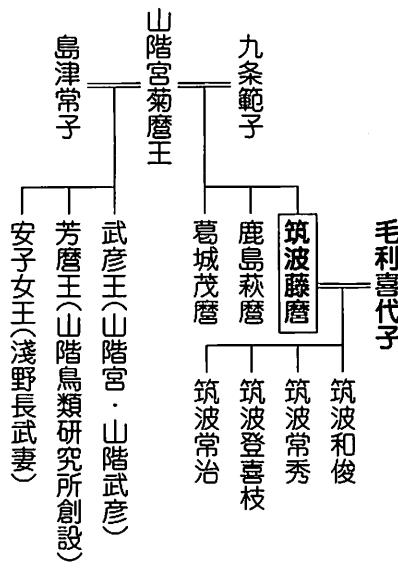 九条範子
山階宮菊麿王
島津常子
毛利喜代子
筑波藤麿
鹿島萩麿
葛城茂麿
武彦王(山階宮・山階武彦)
芳麿王(山階鳥類研究所創設)
安子女王(淺野長武妻)
筑波和俊
筑波常秀
筑波登喜枝
筑波常治